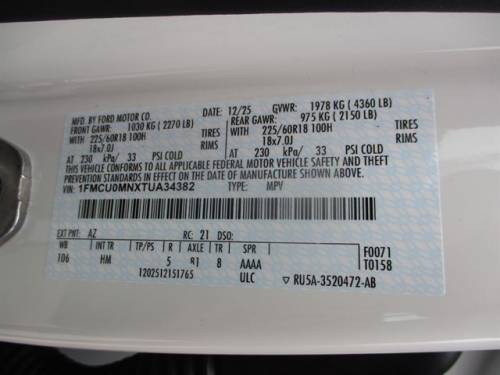 MFD. BY FORD MOTOR CO. 12/25 GVWR: 1978 KG (4360 LB)
FRONT GAWR: 1030 KG (2270 LB) REAR GAWR: 975 KG (2150 LB)
WITH 225/60R18 100H TIRES WITH 225/60R18 100H TIRES
18x7.0J RIMS 18x7.0J RIMS
AT 230 kPa/ 33 PSI COLD AT 230 kPa/ 33 PSI COLD
THIS VEHICLE CONFORMS TO ALL APPLICABLE FEDERAL MOTOR VEHICLE SAFETY AND THEFT
PREVENTION STANDARDS IN EFFECT ON THE DATE OF MANUFACTURE SHOWN ABOVE.
VIN: 1FMCU0MNXTUA34382 TYPE: MPV
EXT PNT: AZ RC: 21 DSO:
WB INT TR TP/PS R AXLE TR SPR F0071
106 HM 5 81 8 AAAA T0158
1202512151765 ULC RU5A-3520472-AB